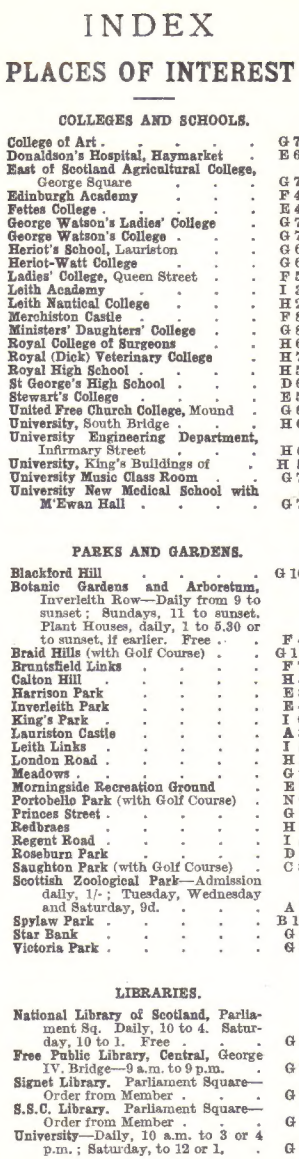 INDEX
PLACES OF INTEREST
COLLEGES AND SCHOOLS.
College of Art . . . . . G 7
Donaldson's Hospital, Haymarket . E 6
East of Scotland Agricultural College,
George Square . . . G 7
Edinburgh Academy . . . F 4
Fettes College . . . . . E 4
George Watson's Ladies' College . G 7
George Watson's College . . . G 7
Heriot's School, Lauriston . . G 6
Heriot-Watt College . . . G 6
Ladies' College, Queen Street . . F 5
Leith Academy . . . . I
Leith Nautical College . . . H 2
Merchiston Castle . . . . F 8
Ministers' Daughters' College . . G 8
Royal College of Surgeons . . H 6
Royal (Dick) Veterinary College . H 7
Royal High School . . . . H 5
St George's High School . . . D 6
Stewart's College . . . . E 5
United Free Church College, Mound . G 6
University, South Bridge . . . H 6
University Engineering Department,
Infirmary Street . . . H 6
University, King's Buildings of . H
University Music Class Room . . G 7
University New Medical School with
M'Ewan Hall . . . . G 7
PARKS AND GARDENS.
Blackford Hill . . . . G 10
Botanic Gardens and Arboretum,
Inverleith Row—Daily from 9 to
sunset; Sundays, 11 to sunset.
Plant Houses, daily, 1 to 5.30 or
to sunset, if earlier. Free . . F
Braid Hills (with Golf Course) . . G 1
Bruntsfield Links . . . . F
Calton Hill . . . . . H
Harrison Park . . . . E
Inverleith Park . . . . E
King's Park . . . . . I
Lauriston Castle . . . . A
Leith Links . . . . . I
London Road . . . . . H
Meadows . . . . . . G
Morningside Recreation Ground . E
Portobello Park (with Golf Course) . N
Princes Street . . . . . G
Redbraes . . . . . H
Regent Road . . . . . I
Roseburn Park . . . . D
Saughton Park (with Golf Course) . C
Scottish Zoological Park—Admission
daily, 1/-; Tuesday, Wednesday
and Saturday, 9d. . . . A
Spylaw Park . . . . . B 1
Star Bank . . . . . G
Victoria Park . . . . . G
LIBRARIES.
National Library of Scotland, Parlia-
ment Sq. Daily, 10 to 4. Satur-
day, 10 to 1. Free . . . G
Free Public Library, Central, George
IV. Bridge—9 a.m. to 9 p.m. . G
Signet Library. Parliament Square—
Order from Member . . . G
S.S.C. Library. Parliament Square—
Order from Member . . . G
University—Daily, 10 a.m. to 3 or 4
p.m.; Saturday, to 12 or 1. . G